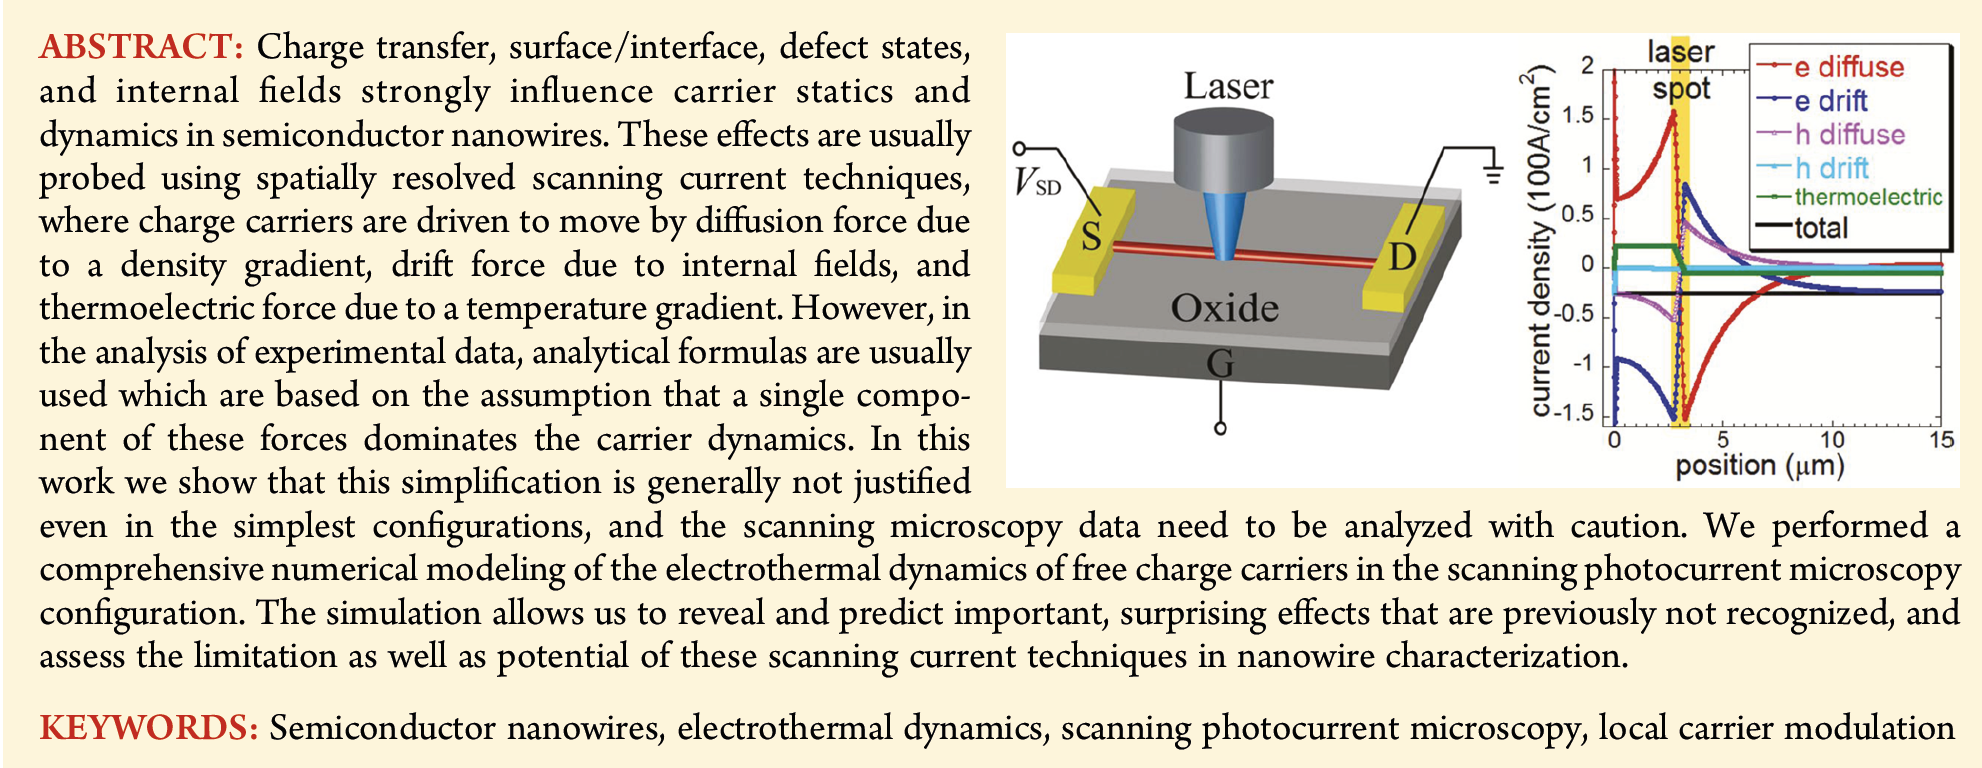 ABSTRACT: Charge transfer, surface/interface, defect states,
and internal fields strongly influence carrier statics and
dynamics in semiconductor nanowires. These effects are usually
probed using spatially resolved scanning current techniques,
where charge carriers are driven to move by diffusion force due
to a density gradient, drift force due to internal fields, and
thermoelectric force due to a temperature gradient. However, in
the analysis of experimental data, analytical formulas are usually
used which are based on the assumption that a single compo-
nent of these forces dominates the carrier dynamics. In this
work we show that this simplification is generally not justified
even in the simplest configurations, and the scanning microscopy data need to be analyzed with caution. We performed a
comprehensive numerical modeling of the electrothermal dynamics of free charge carriers in the scanning photocurrent microscopy
configuration. The simulation allows us to reveal and predict important, surprising effects that are previously not recognized, and
assess the limitation as well as potential of these scanning current techniques in nanowire characterization.
Laser
VSD
S
D
Oxide
G
laser
spot
e diffuse
e drift
h diffuse
h drift
thermoelectric
total
current density (100A/cm2)
2
1.5
1
0.5
0
-0.5
-1
-1.5
0 5 10 15
position (μm)
KEYWORDS: Semiconductor nanowires, electrothermal dynamics, scanning photocurrent microscopy, local carrier modulation